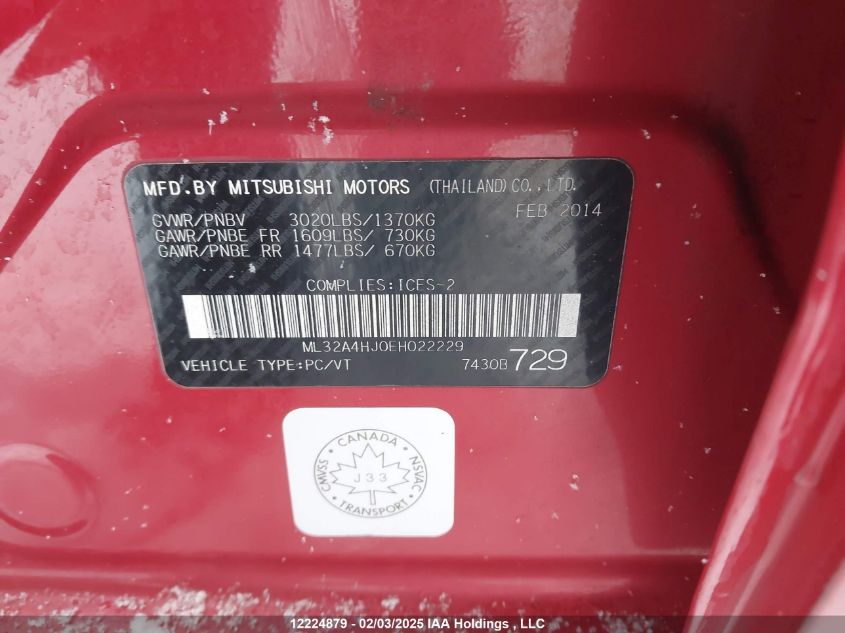 MFD.BY MITSUBISHI MOTORS (THAILAND)CO.,LTD.
FEB 2014
GVWR/PNBV 3020LBS/1370KG
GAWR/PNBE FR 1609LBS/ 730KG
GAWR/PNBE RR 1477LBS/ 670KG
COMPLIES:ICES-2
ML32A4HJ0EH022229
VEHICLE TYPE:PC/VT 7430B 729
CANADA
CMVSS J33 NSVAC
TRANSPORT
12224879 - 02/03/2025 IAA Holdings , LLC